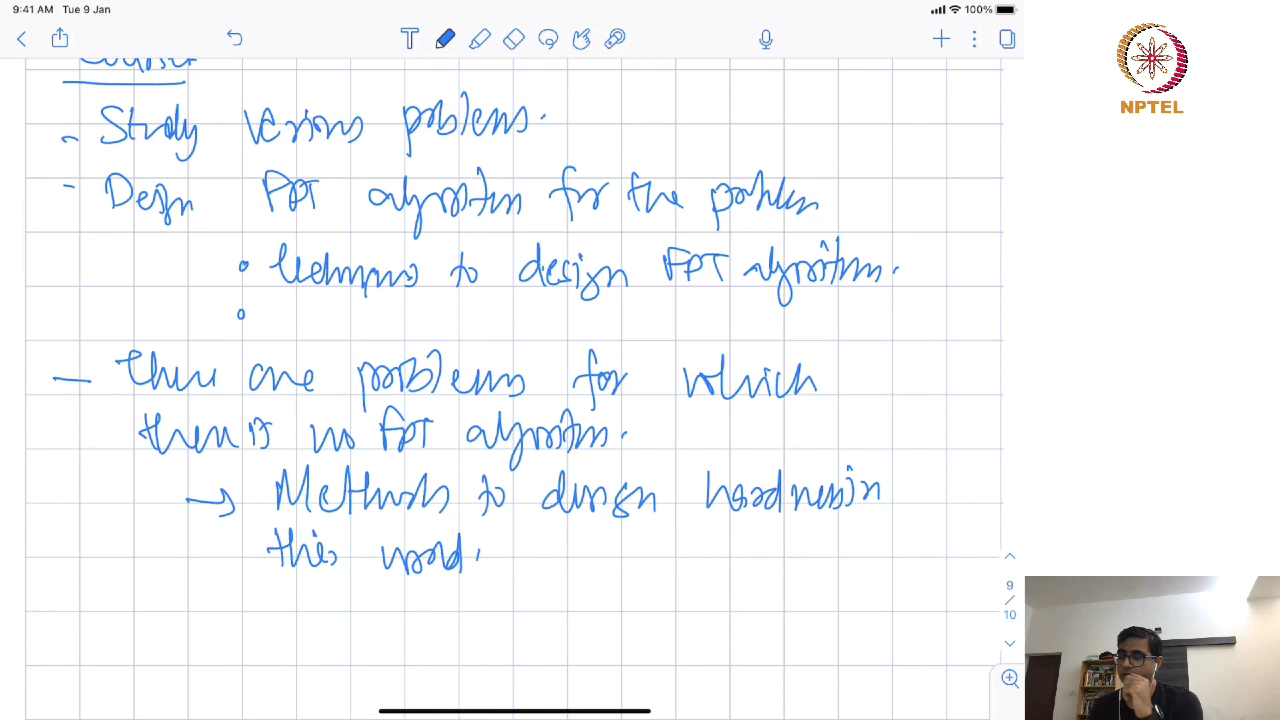 9:41 AM Tue 9 Jan
100%
NPTEL
Course
- Study various problems.
- Design FPT algorithm for the problem
techniques to design FPT algorithm.
- there are problems for which
there is no FPT algorithm.
→ Methods to design hardness in
this world.
9
/
10